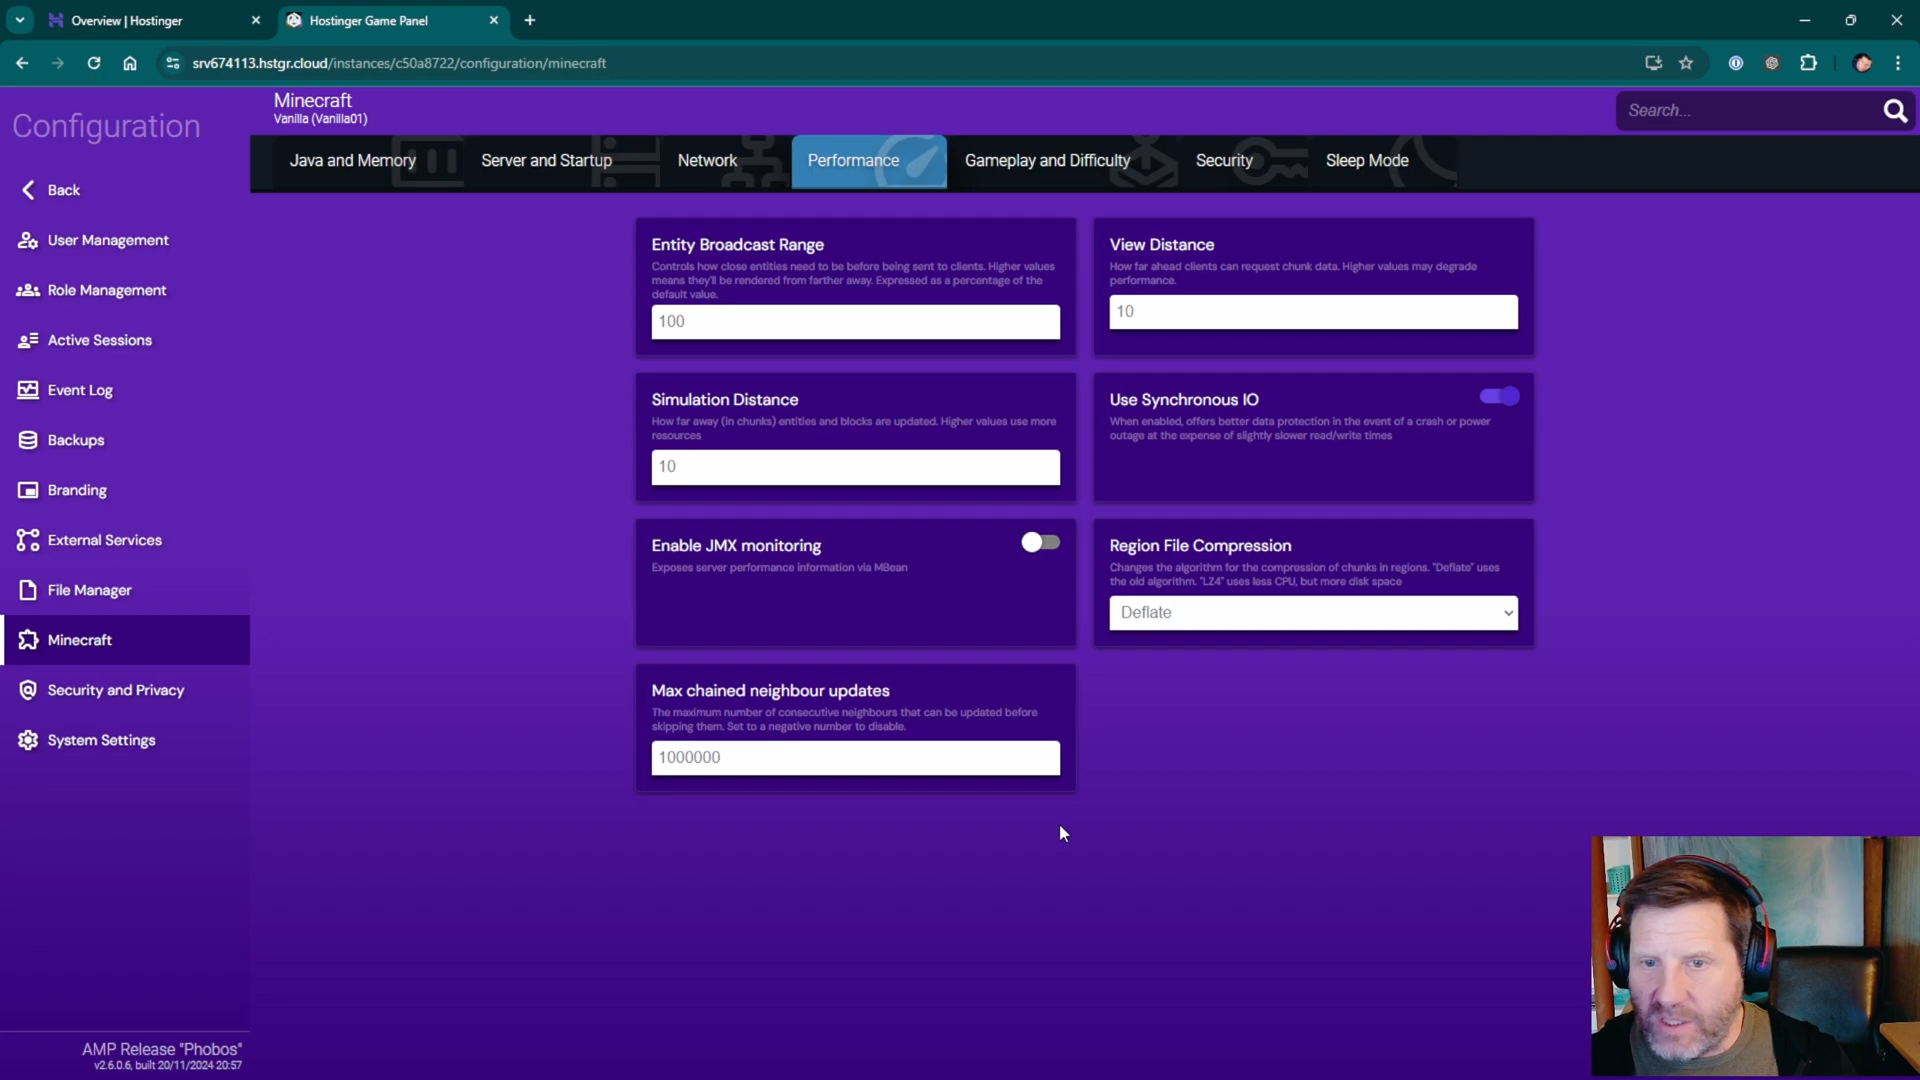 Overview | Hostinger
Hostinger Game Panel
srv674113.hstgr.cloud/instances/c50a8722/configuration/minecraft
Configuration
Back
User Management
Role Management
Active Sessions
Event Log
Backups
Branding
External Services
File Manager
Minecraft
Security and Privacy
System Settings
AMP Release "Phobos"
v2.6.0.6, built 20/11/2024 20:57
Minecraft
Vanilla (Vanilla01)
Search...
Java and Memory
Server and Startup
Network
Performance
Gameplay and Difficulty
Security
Sleep Mode
Entity Broadcast Range
Controls how close entities need to be before being sent to clients. Higher values
means they'll be rendered from farther away. Expressed as a percentage of the
default value.
100
View Distance
How far ahead clients can request chunk data. Higher values may degrade
performance.
10
Simulation Distance
How far away (in chunks) entities and blocks are updated. Higher values use more
resources
10
Use Synchronous IO
When enabled, offers better data protection in the event of a crash or power
outage at the expense of slightly slower read/write times
Enable JMX monitoring
Exposes server performance information via MBean
Region File Compression
Changes the algorithm for the compression of chunks in regions. "Deflate" uses
the old algorithm. "LZ4" uses less CPU, but more disk space
Deflate
Max chained neighbour updates
The maximum number of consecutive neighbours that can be updated before
skipping them. Set to a negative number to disable.
1000000